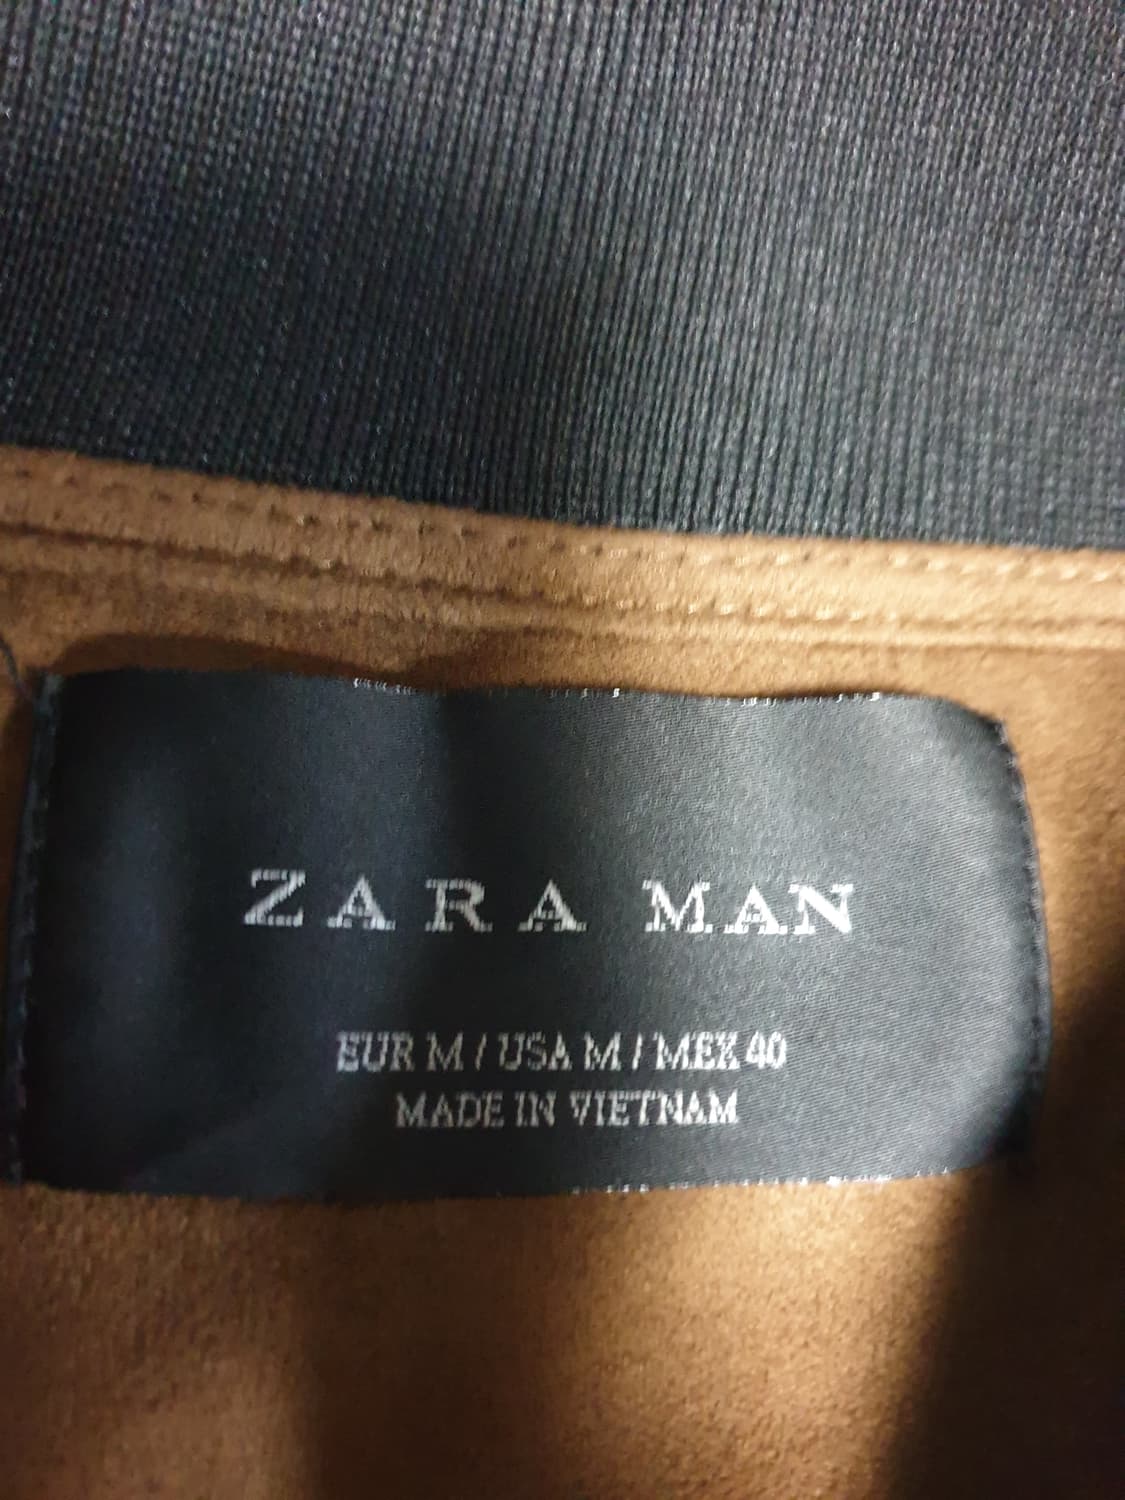 ZARA MAN
EUR M / USA M / MEX 40
MADE IN VIETNAM